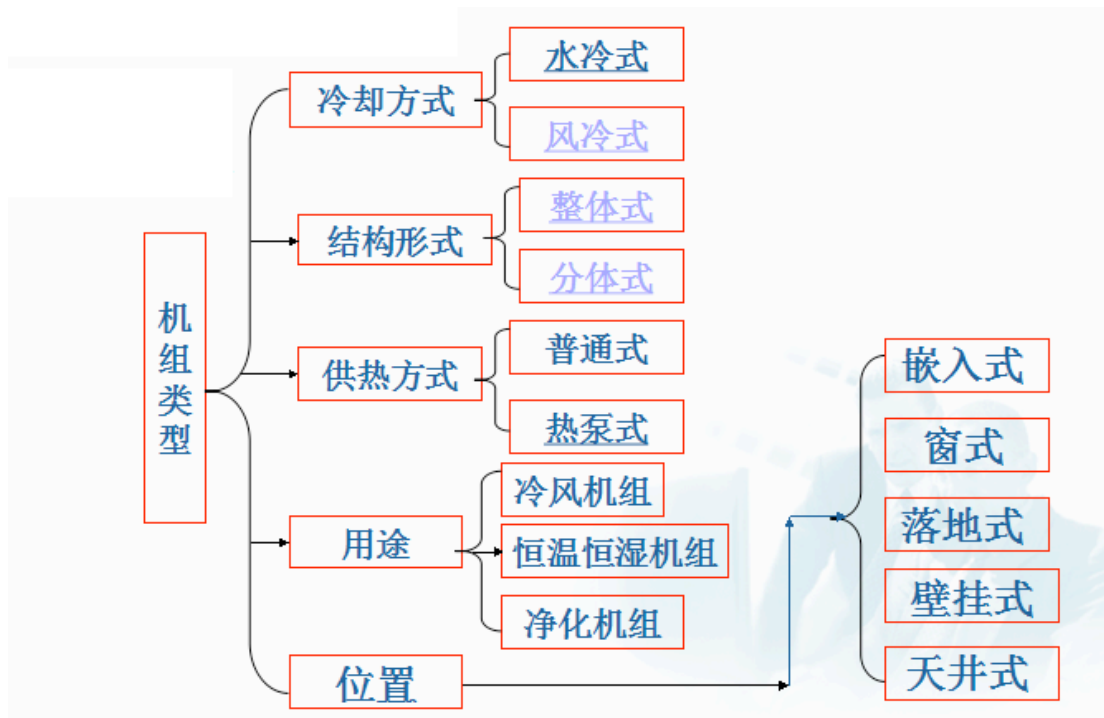 机组类型
冷却方式
水冷式
风冷式
结构形式
整体式
分体式
供热方式
普通式
热泵式
用途
冷风机组
恒温恒湿机组
净化机组
位置
嵌入式
窗式
落地式
壁挂式
天井式